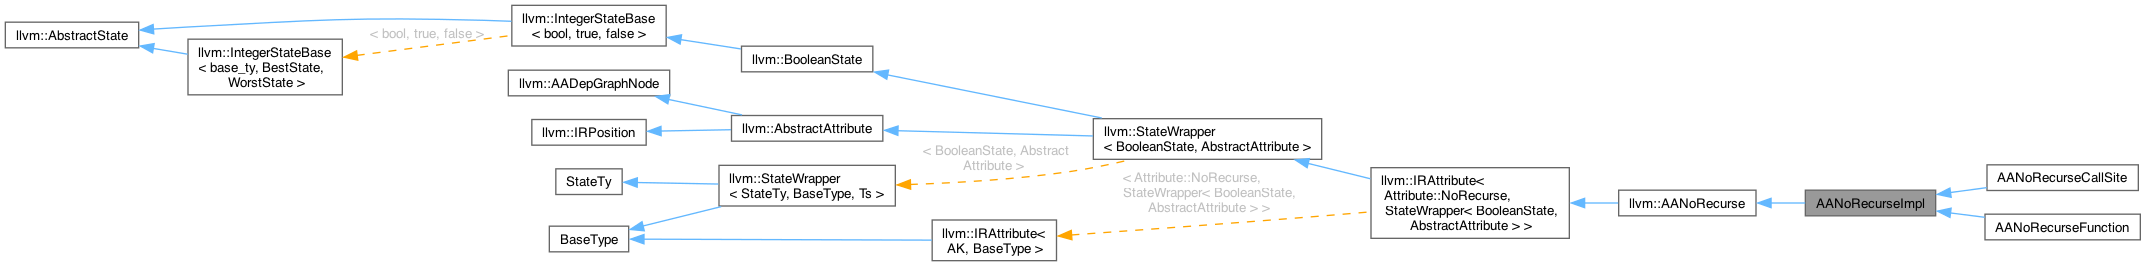 llvm::AbstractState
llvm::IntegerStateBase
< base_ty, BestState,
WorstState >
< bool, true, false >
llvm::IntegerStateBase
< bool, true, false >
llvm::AADepGraphNode
llvm::IRPosition
StateTy
BaseType
llvm::BooleanState
llvm::AbstractAttribute
llvm::StateWrapper
< StateTy, BaseType, Ts >
< BooleanState, Abstract
Attribute >
llvm::IRAttribute<
AK, BaseType >
llvm::StateWrapper
< BooleanState, AbstractAttribute >
< Attribute::NoRecurse,
StateWrapper< BooleanState,
AbstractAttribute > >
llvm::IRAttribute<
Attribute::NoRecurse,
StateWrapper< BooleanState,
AbstractAttribute > >
llvm::AANoRecurse
AANoRecurseImpl
AANoRecurseCallSite
AANoRecurseFunction